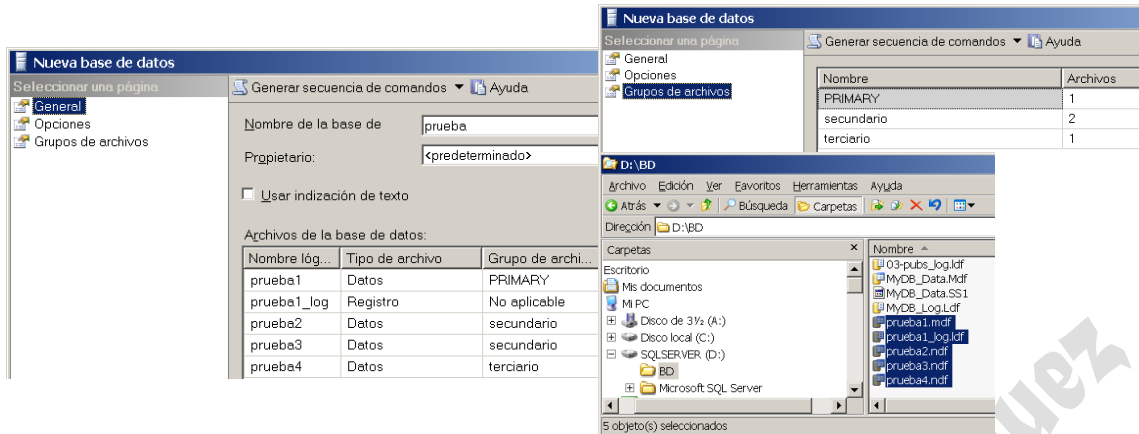 Nueva base de datos
Seleccionar una página
General
Opciones
Grupos de archivos
Generar secuencia de comandos Ayuda
Nombre de la base de prueba
Propietario: <predeterminado>
Usar indización de texto
Archivos de la base de datos:
Nombre lóg... Tipo de archivo Grupo de archi...
prueba1 Datos PRIMARY
prueba1_log Registro No aplicable
prueba2 Datos secundario
prueba3 Datos secundario
prueba4 Datos terciario
Nueva base de datos
Seleccionar una página
General
Opciones
Grupos de archivos
Generar secuencia de comandos Ayuda
Nombre Archivos
PRIMARY 1
secundario 2
terciario 1
D:\BD
Archivo Edición Ver Favoritos Herramientas Ayuda
Atrás Búsqueda Carpetas
Dirección D:\BD
Carpetas
Escritorio
Mis documentos
Mi PC
Disco de 3½ (A:)
Disco local (C:)
SQLSERVER (D:)
BD
Microsoft SQL Server
Nombre
03-pubs_log.ldf
MyDB_Data.Mdf
MyDB_Data.SS1
MyDB_Log.Ldf
prueba1.mdf
prueba1_log.ldf
prueba2.ndf
prueba3.ndf
prueba4.ndf
5 objeto(s) seleccionados